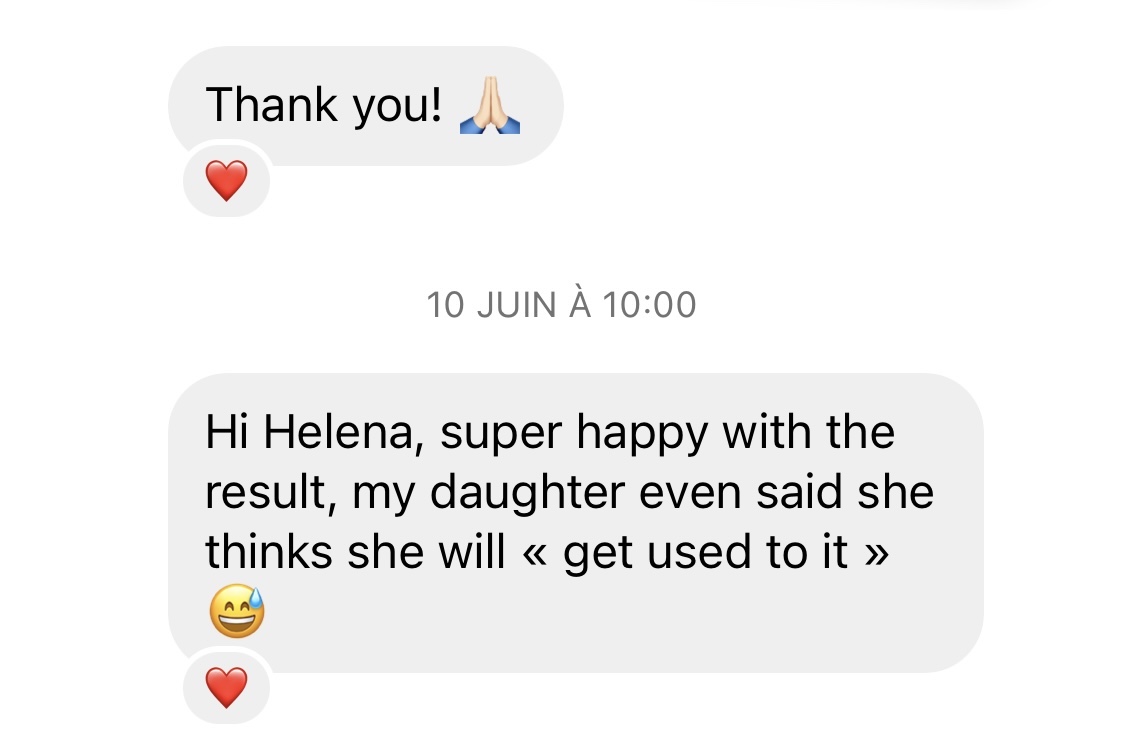 Thank you! 🙏🏻
❤️
10 JUIN À 10:00
Hi Helena, super happy with the
result, my daughter even said she
thinks she will « get used to it »
😅
❤️